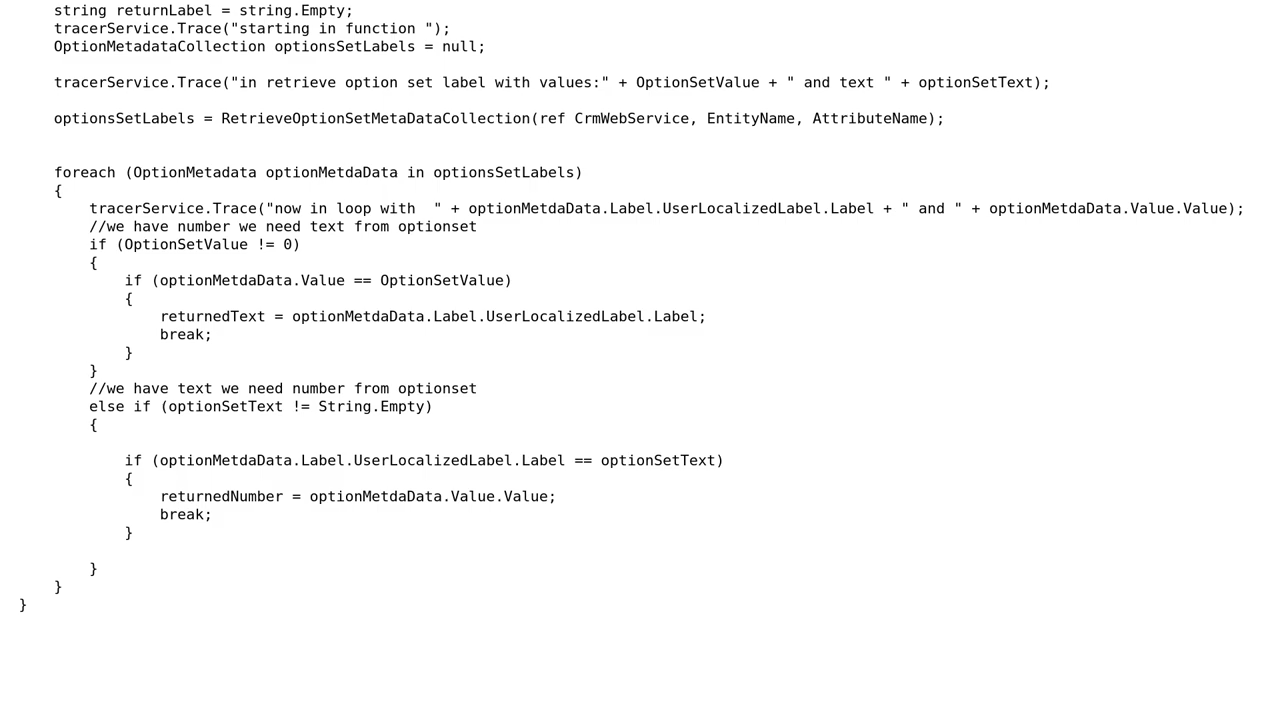 string returnLabel = string.Empty;
tracerService.Trace("starting in function ");
OptionMetadataCollection optionsSetLabels = null;
tracerService.Trace("in retrieve option set label with values:" + OptionSetValue + " and text " + optionSetText);
optionsSetLabels = RetrieveOptionSetMetaDataCollection(ref CrmWebService, EntityName, AttributeName);
foreach (OptionMetadata optionMetdaData in optionsSetLabels)
{
tracerService.Trace("now in loop with  " + optionMetdaData.Label.UserLocalizedLabel.Label + " and " + optionMetdaData.Value.Value);
//we have number we need text from optionset
if (OptionSetValue != 0)
{
if (optionMetdaData.Value == OptionSetValue)
{
returnedText = optionMetdaData.Label.UserLocalizedLabel.Label;
break;
}
}
//we have text we need number from optionset
else if (optionSetText != String.Empty)
{
if (optionMetdaData.Label.UserLocalizedLabel.Label == optionSetText)
{
returnedNumber = optionMetdaData.Value.Value;
break;
}
}
}
}